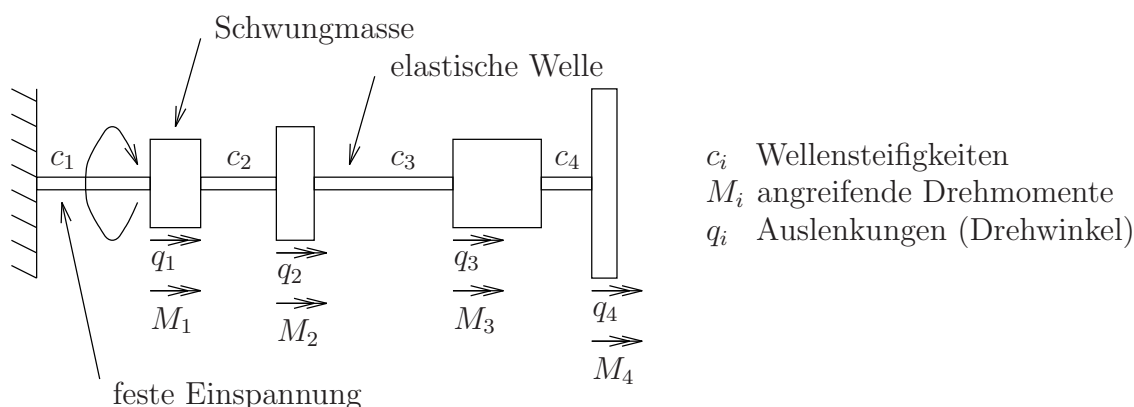 Schwungmasse
elastische Welle
c₁ c₂ c₃ c₄
cᵢ Wellensteifigkeiten
Mᵢ angreifende Drehmomente
qᵢ Auslenkungen (Drehwinkel)
q₁ q₂ q₃ q₄
M₁ M₂ M₃ M₄
feste Einspannung